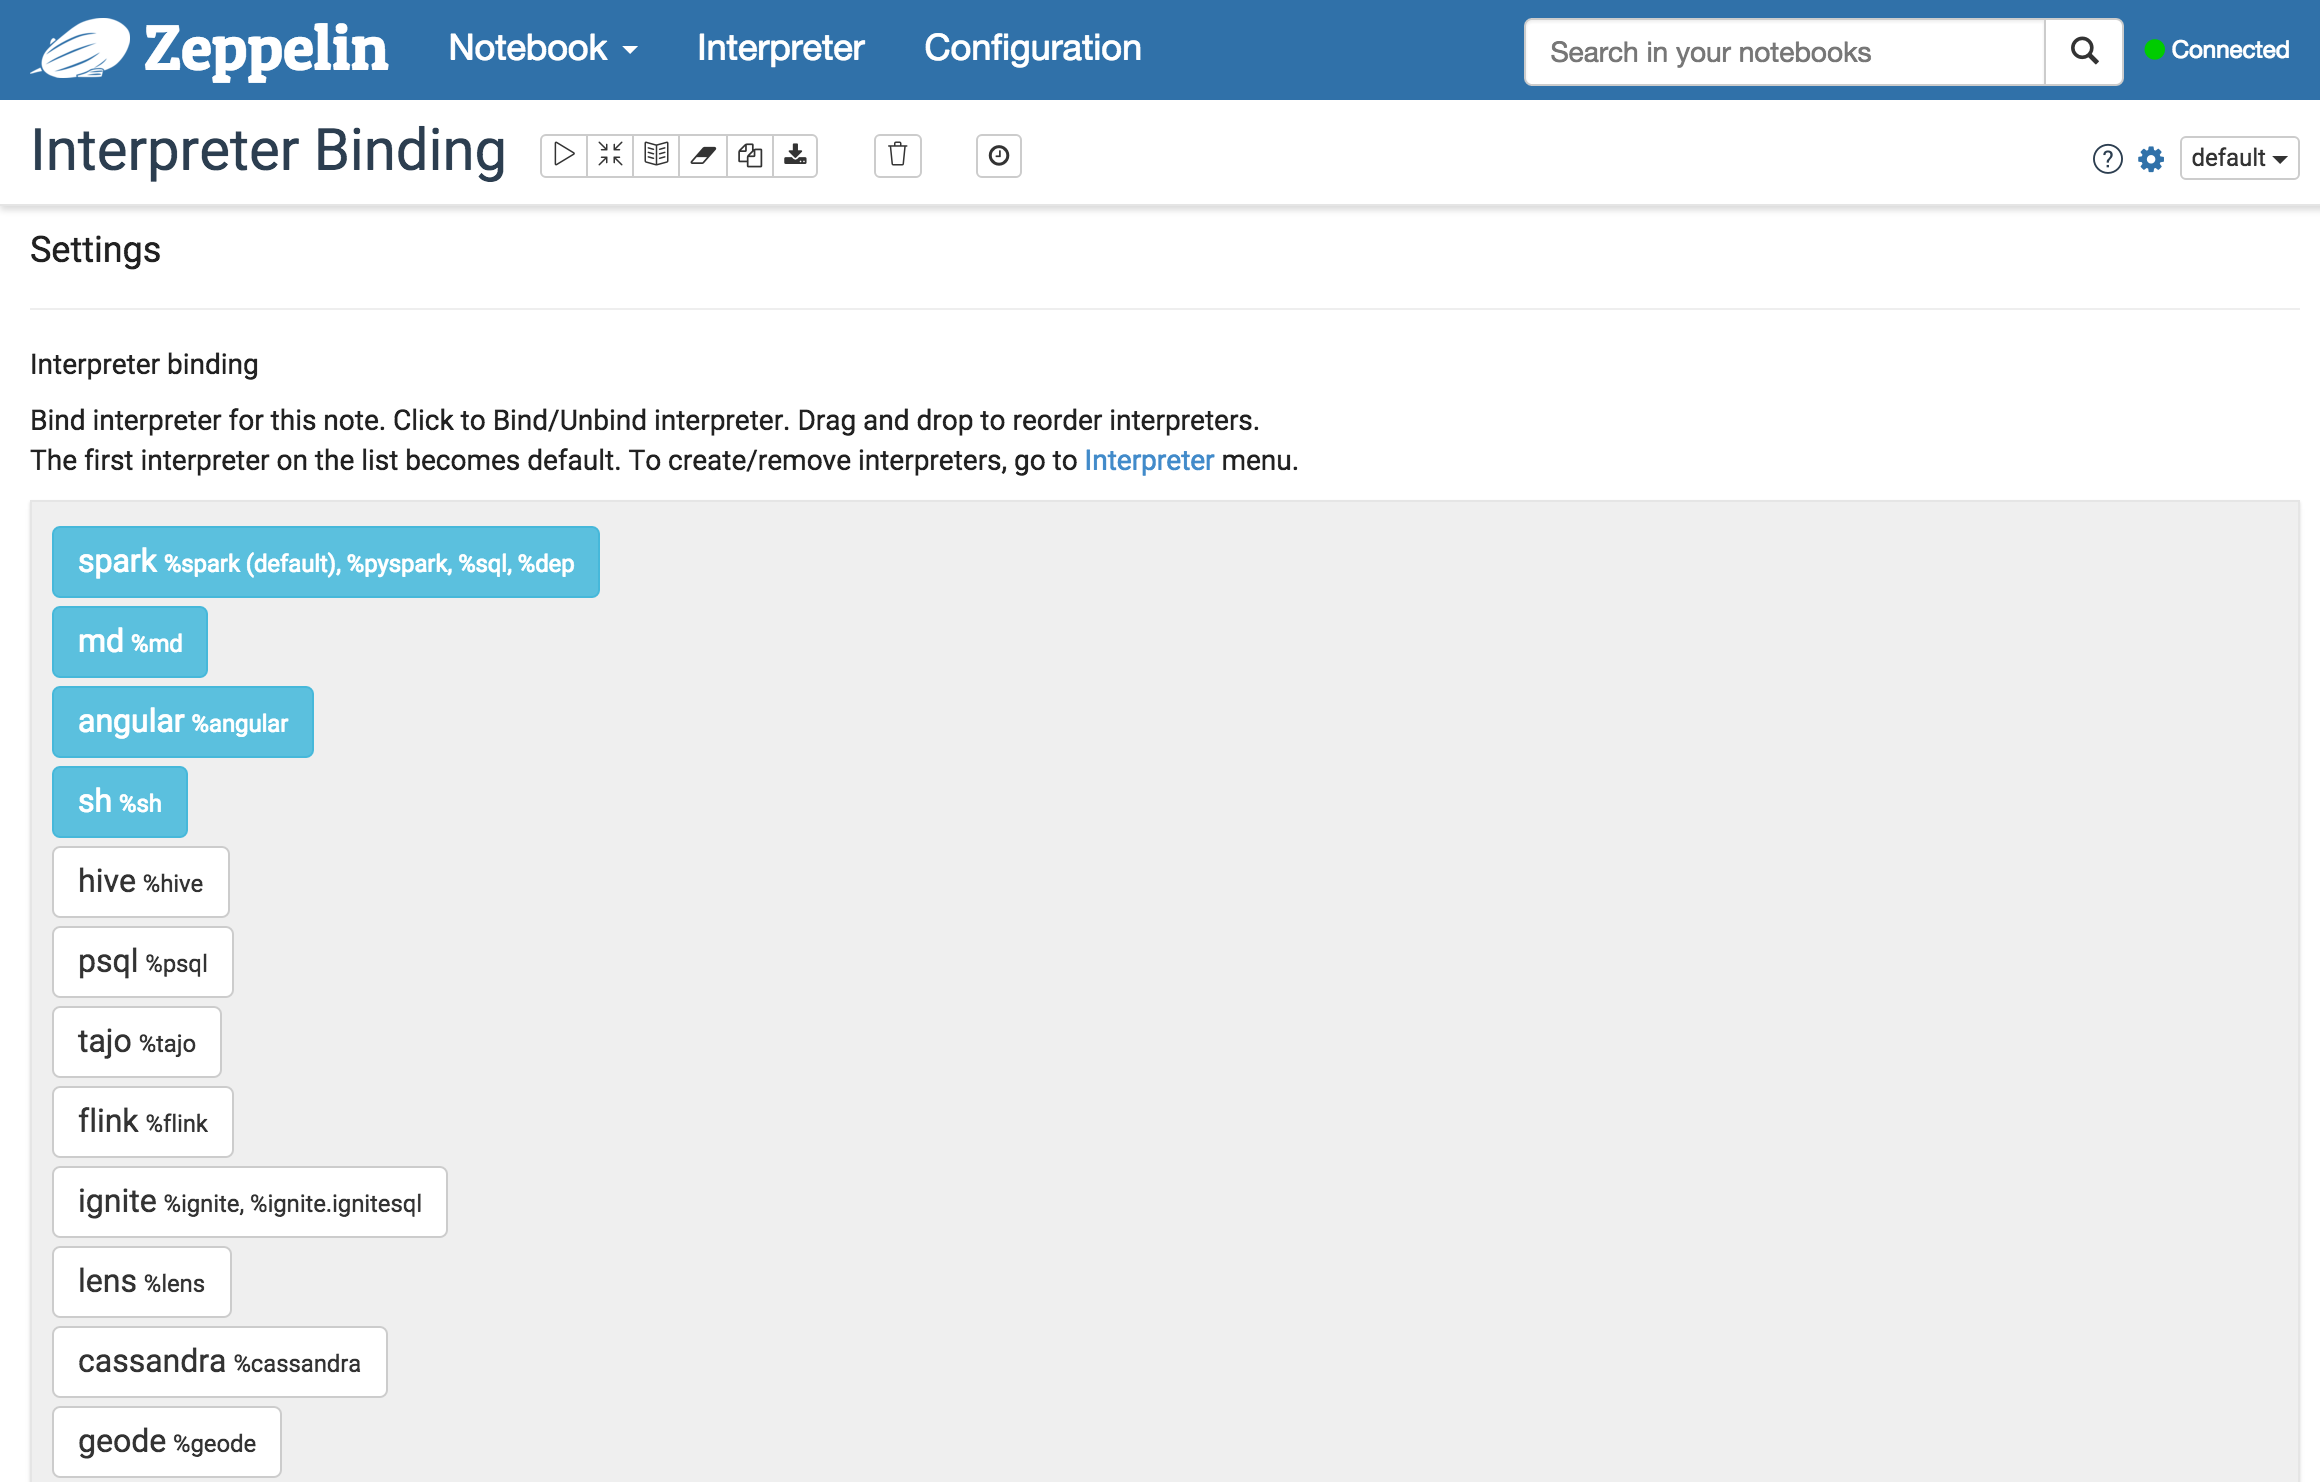 Zeppelin Notebook Interpreter Configuration Search in your notebooks Connected
Interpreter Binding default
Settings
Interpreter binding
Bind interpreter for this note. Click to Bind/Unbind interpreter. Drag and drop to reorder interpreters.
The first interpreter on the list becomes default. To create/remove interpreters, go to Interpreter menu.
spark %spark (default), %pyspark, %sql, %dep
md %md
angular %angular
sh %sh
hive %hive
psql %psql
tajo %tajo
flink %flink
ignite %ignite, %ignite.ignitesql
lens %lens
cassandra %cassandra
geode %geode